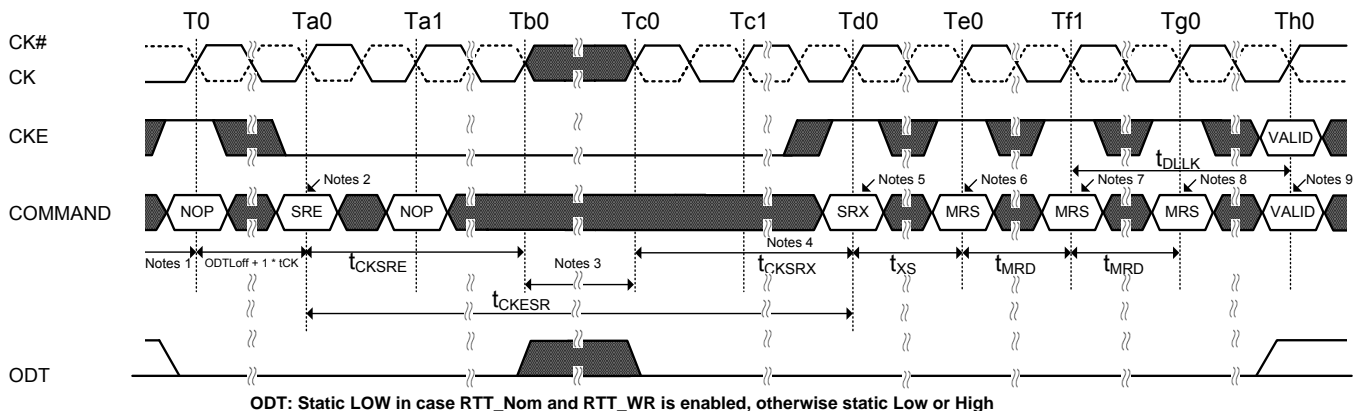 T0 Ta0 Ta1 Tb0 Tc0 Tc1 Td0 Te0 Tf1 Tg0 Th0
CK#
CK
CKE
VALID
tDLLK
Notes 2 Notes 5 Notes 6 Notes 7 Notes 8 Notes 9
COMMAND
NOP SRE NOP SRX MRS MRS MRS VALID
Notes 1 ODTLoff + 1 * tCK tCKSRE Notes 3 Notes 4 tCKSRX tXS tMRD tMRD
tCKESR
ODT
ODT: Static LOW in case RTT_Nom and RTT_WR is enabled, otherwise static Low or High